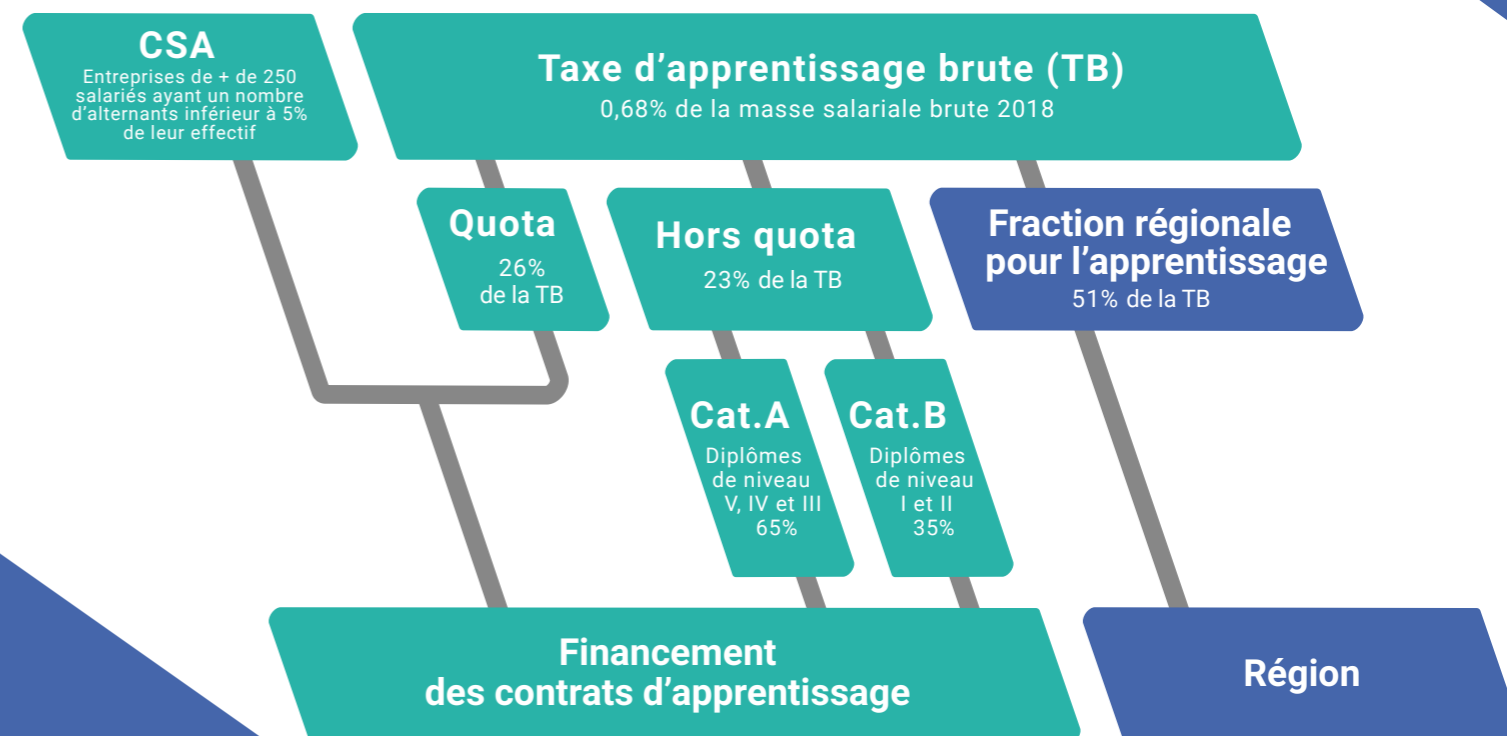 CSA
Entreprises de + de 250
salariés ayant un nombre
d'alternants inférieur à 5%
de leur effectif
Taxe d'apprentissage brute (TB)
0,68% de la masse salariale brute 2018
Quota
26%
de la TB
Hors quota
23% de la TB
Fraction régionale
pour l'apprentissage
51% de la TB
Cat.A
Diplômes
de niveau
V, IV et III
65%
Cat.B
Diplômes
de niveau
I et II
35%
Financement
des contrats d'apprentissage
Région